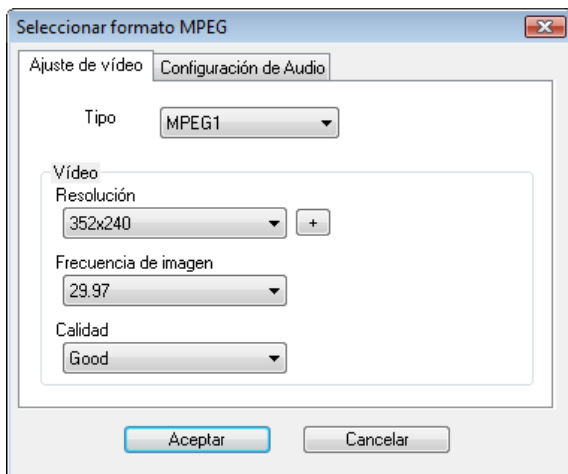 Seleccionar formato MPEG
Ajuste de vídeo Configuración de Audio
Tipo MPEG1
Vídeo
Resolución
352x240 +
Frecuencia de imagen
29.97
Calidad
Good
Aceptar Cancelar